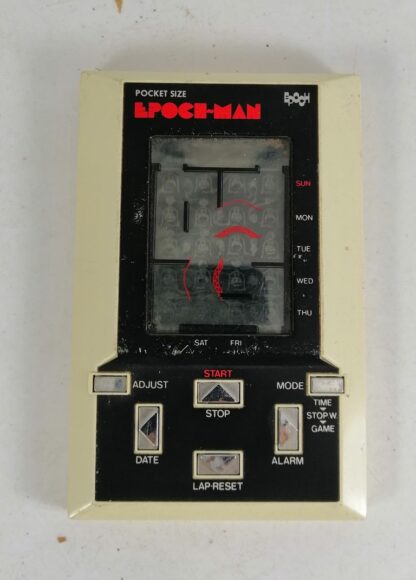 POCKET SIZE
EPOCH
EPOCH-MAN
SUN
MON
TUE
WED
THU
SAT FRI
START
ADJUST
MODE
STOP
TIME
STOP W.
GAME
DATE
ALARM
LAP·RESET